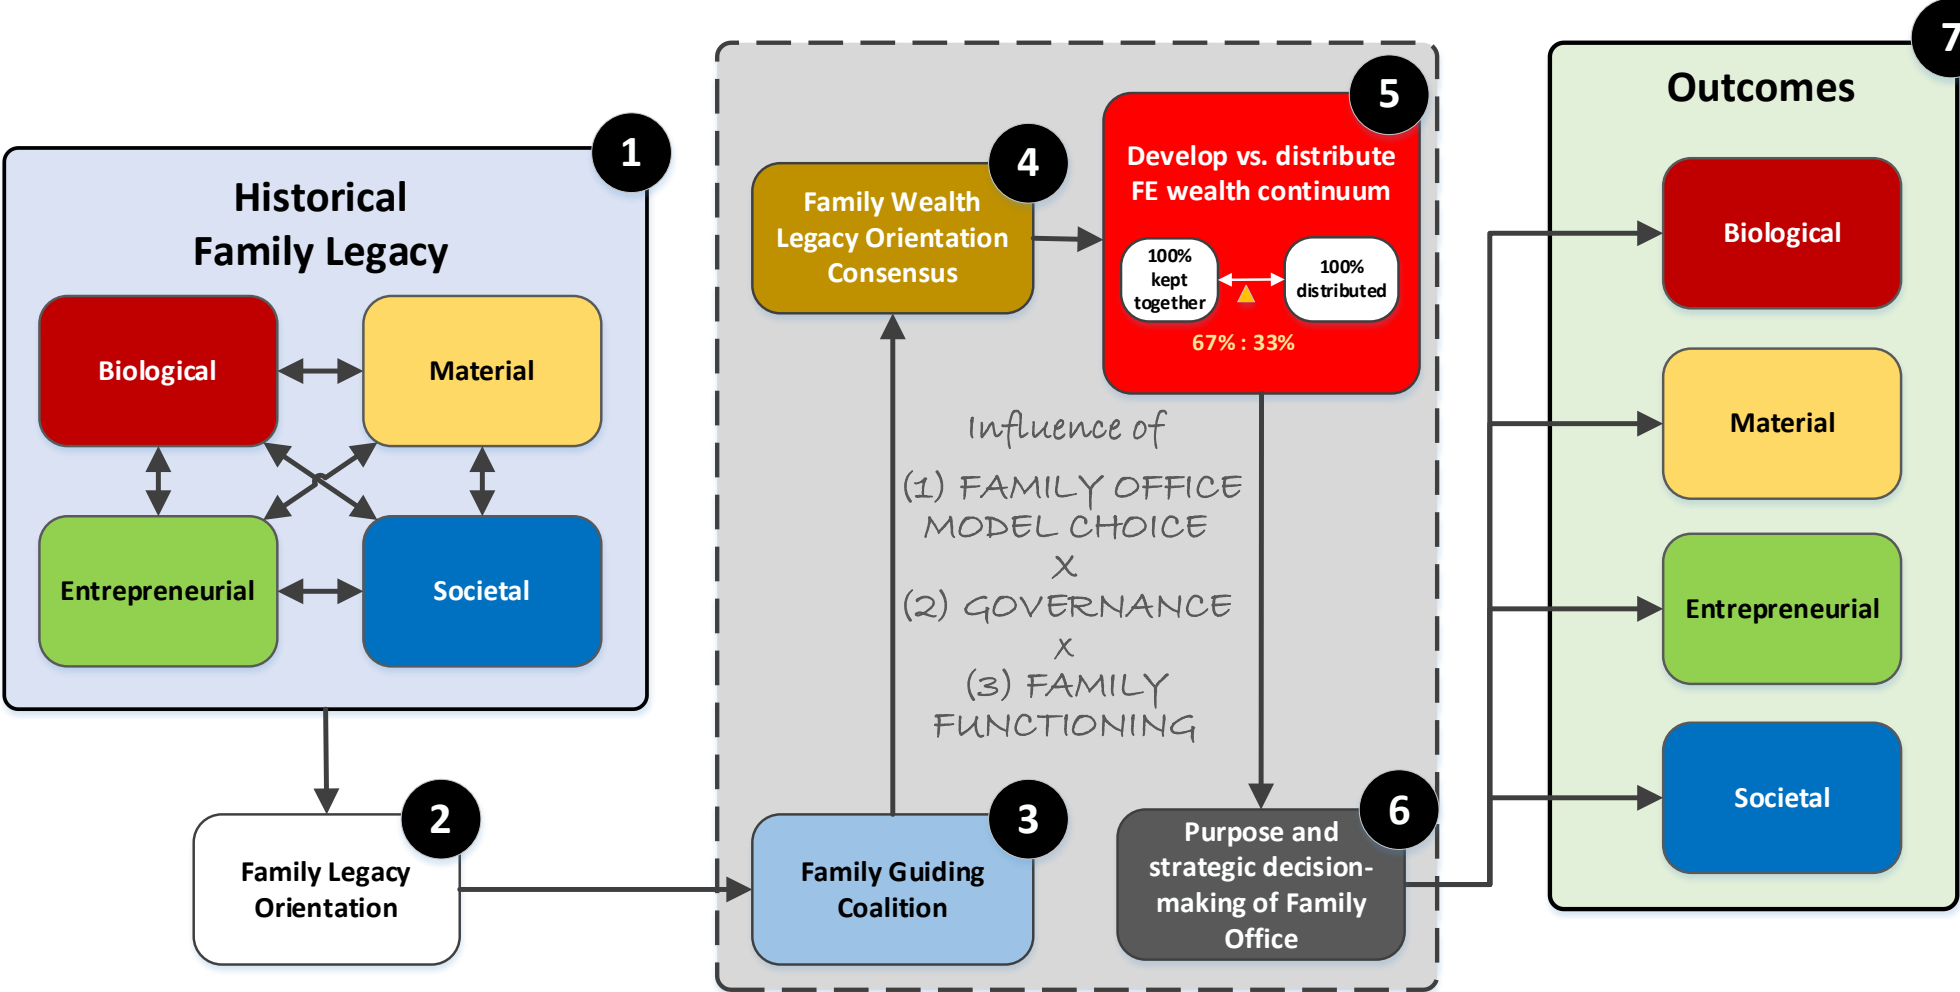 1
Historical
Family Legacy
Biological
Material
Entrepreneurial
Societal
2
Family Legacy
Orientation
3
Family Guiding
Coalition
4
Family Wealth
Legacy Orientation
Consensus
5
Develop vs. distribute
FE wealth continuum
100%
kept
together
100%
distributed
67% : 33%
Influence of
(1) FAMILY OFFICE
MODEL CHOICE
X
(2) GOVERNANCE
X
(3) FAMILY
FUNCTIONING
6
Purpose and
strategic decision-
making of Family
Office
7
Outcomes
Biological
Material
Entrepreneurial
Societal